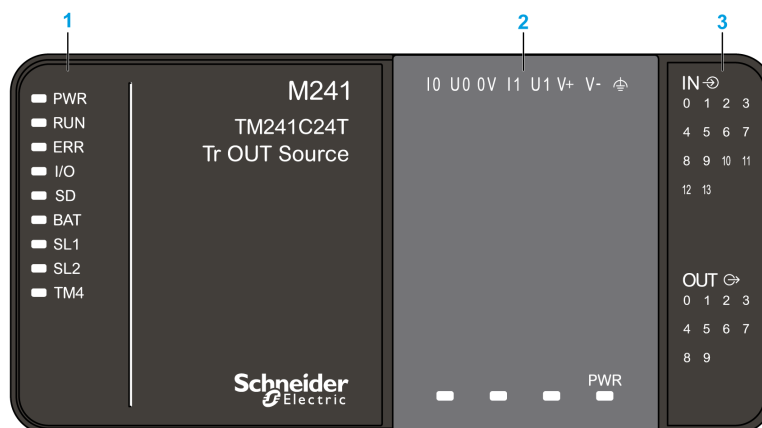 1
2
3
PWR
RUN
ERR
I/O
SD
BAT
SL1
SL2
TM4
M241
TM241C24T
Tr OUT Source
Schneider
Electric
I0 U0 0V I1 U1 V+ V-
PWR
IN
0 1 2 3
4 5 6 7
8 9 10 11
12 13
OUT
0 1 2 3
4 5 6 7
8 9